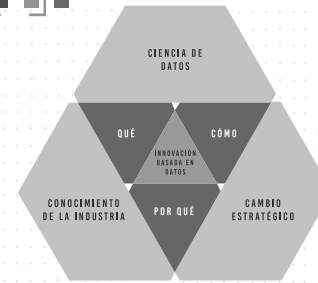 CIENCIA DE
DATOS
QUÉ
CÓMO
INNOVACIÓN
BASADA EN
DATOS
CONOCIMIENTO
DE LA INDUSTRIA
POR QUÉ
CAMBIO
ESTRATÉGICO